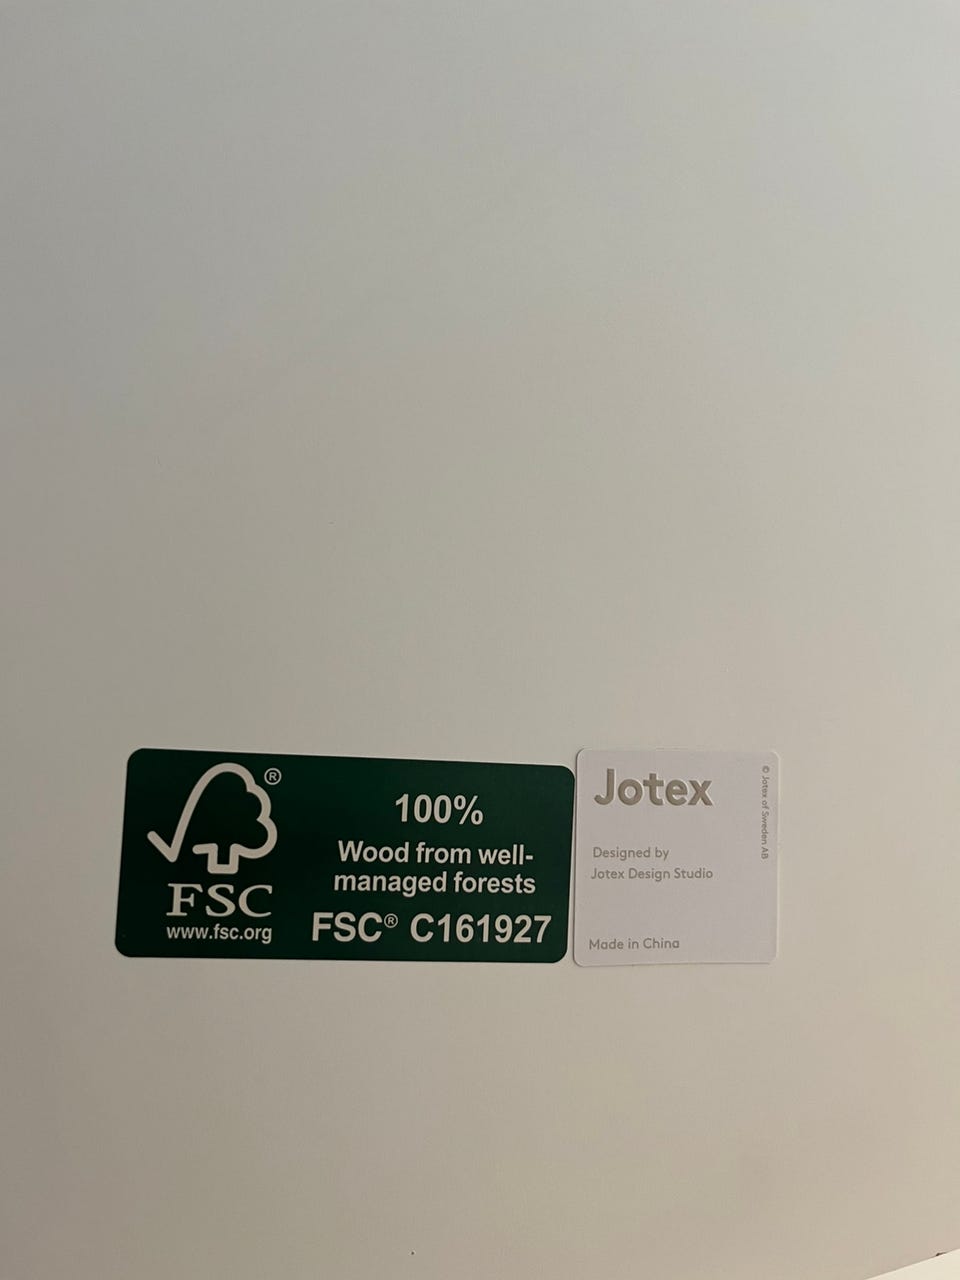 ®
FSC
www.fsc.org
100%
Wood from well-
managed forests
FSC® C161927
Jotex
Designed by
Jotex Design Studio
Made in China
© Jotex of Sweden AB